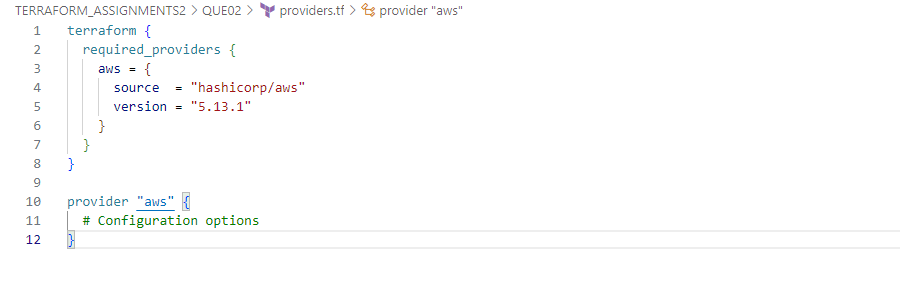 TERRAFORM_ASSIGNMENTS2 > QUE02 > providers.tf > provider "aws"
1 terraform {
2 required_providers {
3 aws = {
4 source  = "hashicorp/aws"
5 version = "5.13.1"
6 }
7 }
8 }
9
10 provider "aws" {
11 # Configuration options
12 }